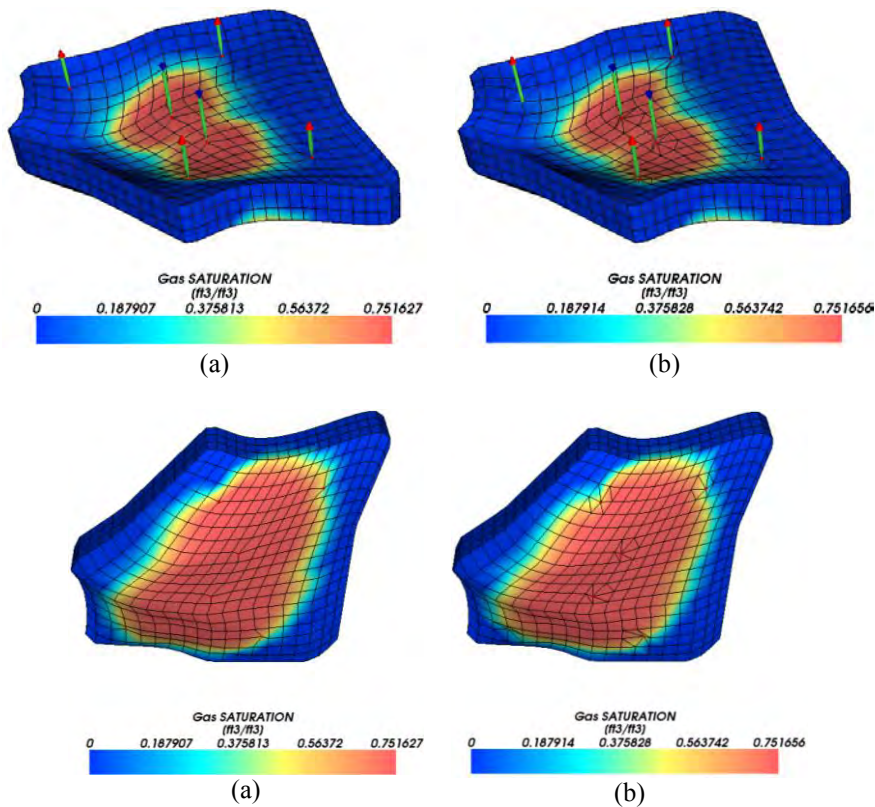 Gas SATURATION
(ft3/ft3)
0 0.187907 0.375813 0.56372 0.751627
(a)
Gas SATURATION
(ft3/ft3)
0 0.187914 0.375828 0.563742 0.751656
(b)
Gas SATURATION
(ft3/ft3)
0 0.187907 0.375813 0.56372 0.751627
(a)
Gas SATURATION
(ft3/ft3)
0 0.187914 0.375828 0.563742 0.751656
(b)